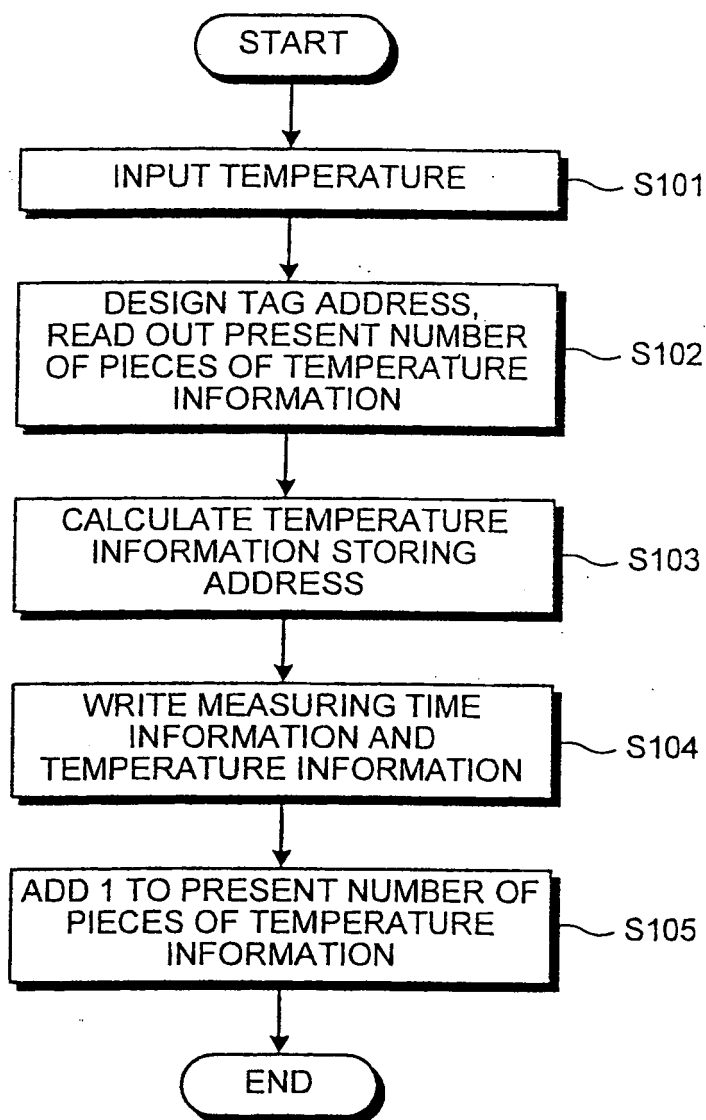 START
INPUT TEMPERATURE
S101
DESIGN TAG ADDRESS,
READ OUT PRESENT NUMBER
OF PIECES OF TEMPERATURE
INFORMATION
S102
CALCULATE TEMPERATURE
INFORMATION STORING
ADDRESS
S103
WRITE MEASURING TIME
INFORMATION AND
TEMPERATURE INFORMATION
S104
ADD 1 TO PRESENT NUMBER OF
PIECES OF TEMPERATURE
INFORMATION
S105
END